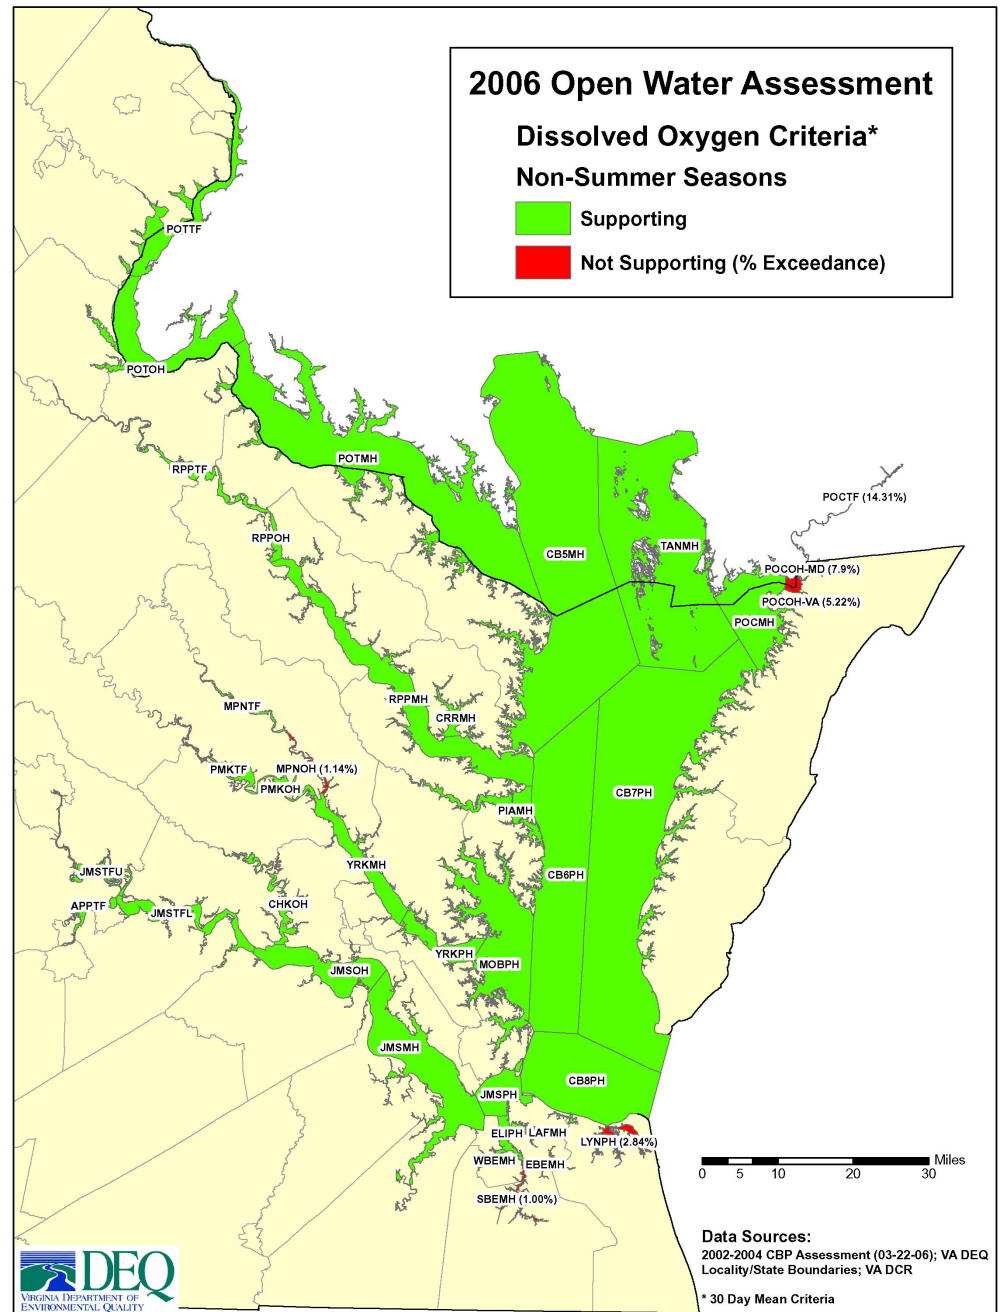 2006 Open Water Assessment
Dissolved Oxygen Criteria*
Non-Summer Seasons
Supporting
Not Supporting (% Exceedance)
POTTF
POTOH
POTMH
RPPTF
POCTF (14.31%)
RPPOH
CB5MH
TANMH
POCOH-MD (7.9%)
POCOH-VA (5.22%)
POCMH
RPPMH
MPNTF
CRRMH
PMKTF
MPNOH (1.14%)
PMKOH
CB7PH
PIAMH
YRKMH
CB6PH
JMSTFU
CHKOH
APPTF
JMSTFL
YRKPH
MOBPH
JMSOH
JMSMH
CB8PH
JMSPH
ELIPH
LAFMH
LYNPH (2.84%)
WBEMH
EBEMH
SBEMH (1.00%)
Miles
0 5 10 20 30
Data Sources:
2002-2004 CBP Assessment (03-22-06); VA DEQ
Locality/State Boundaries; VA DCR
* 30 Day Mean Criteria
DEQ
VIRGINIA DEPARTMENT OF
ENVIRONMENTAL QUALITY